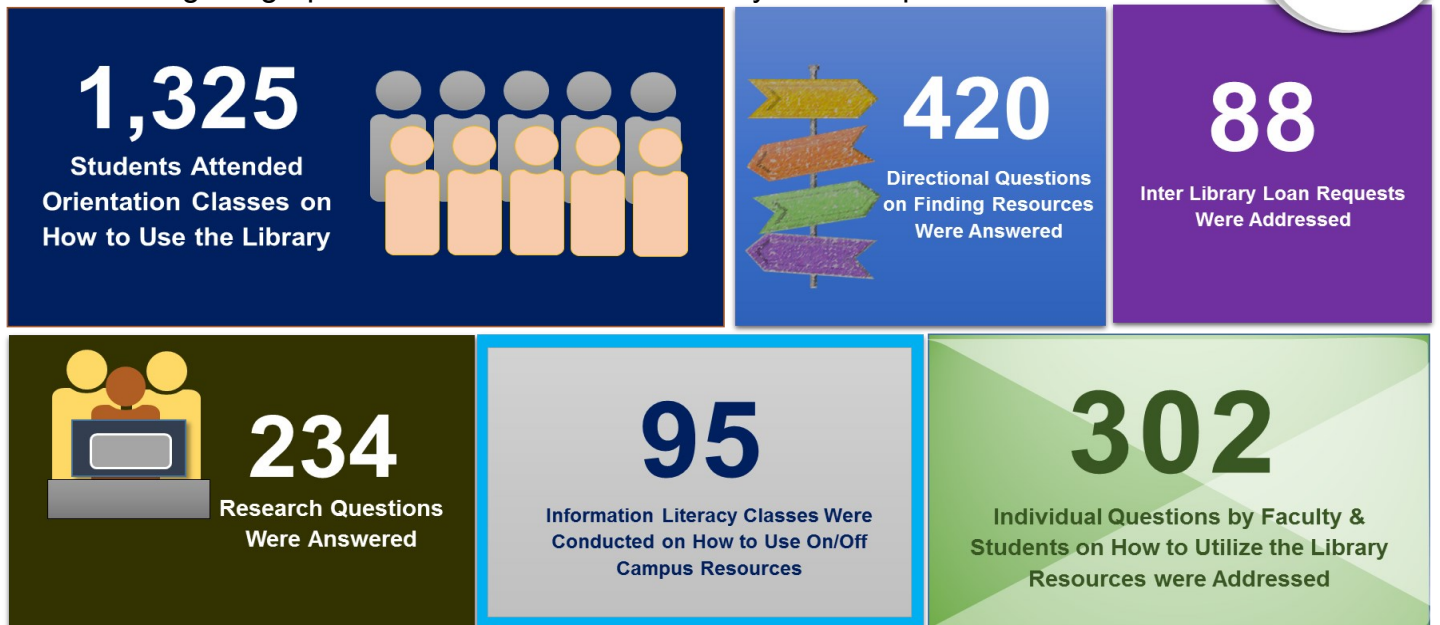 1,325
Students Attended
Orientation Classes on
How to Use the Library
420
Directional Questions
on Finding Resources
Were Answered
88
Inter Library Loan Requests
Were Addressed
234
Research Questions
Were Answered
95
Information Literacy Classes Were
Conducted on How to Use On/Off
Campus Resources
302
Individual Questions by Faculty &
Students on How to Utilize the Library
Resources were Addressed